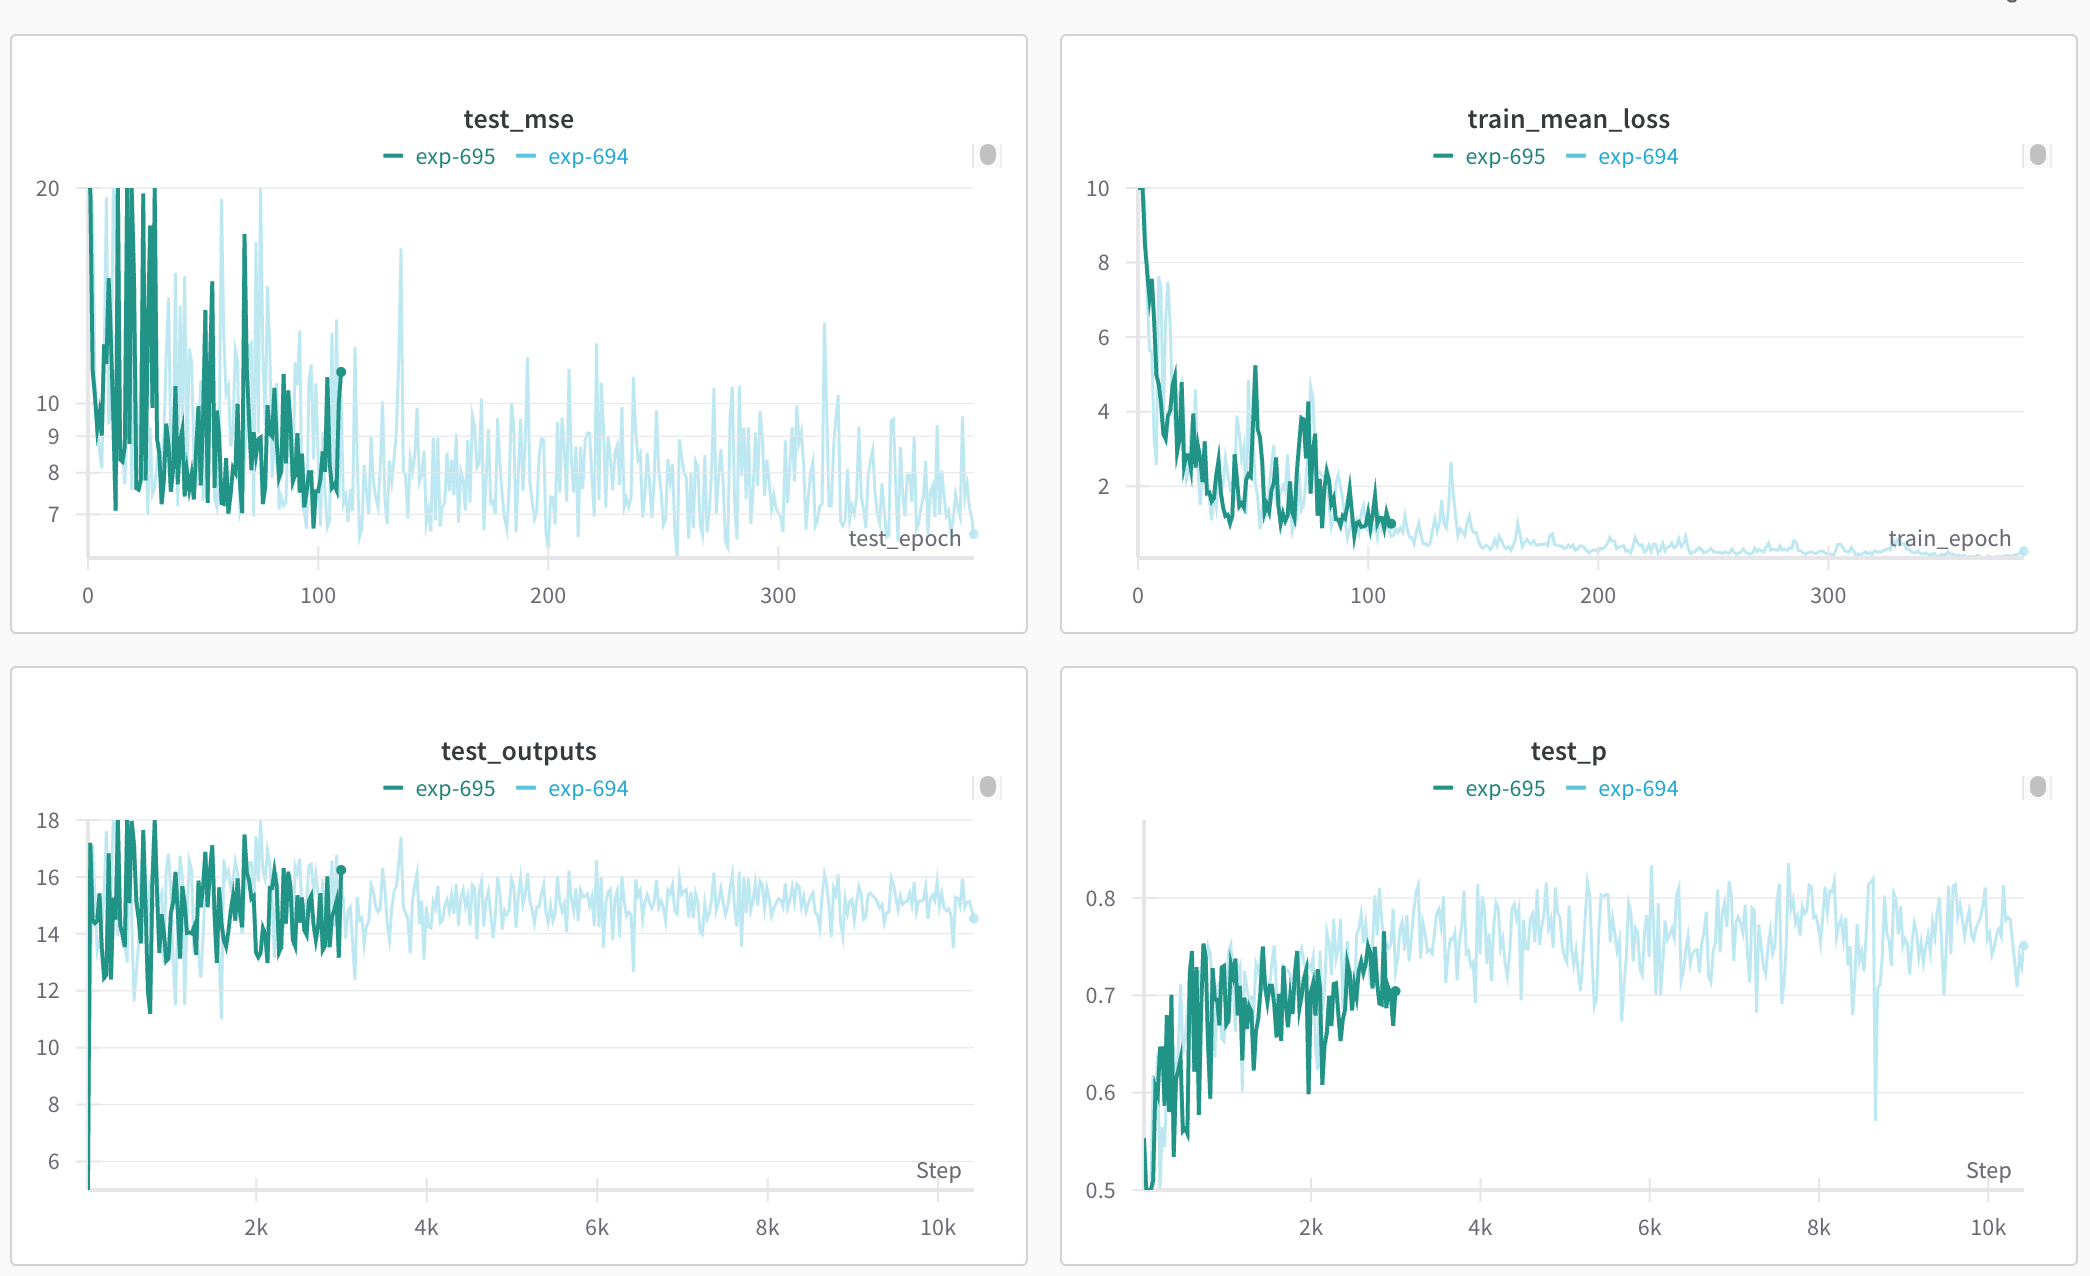 test_mse
exp-695 exp-694
20
10
9
8
7
test_epoch
0 100 200 300
train_mean_loss
exp-695 exp-694
10
8
6
4
2
train_epoch
0 100 200 300
test_outputs
exp-695 exp-694
18
16
14
12
10
8
6
Step
2k 4k 6k 8k 10k
test_p
exp-695 exp-694
0.8
0.7
0.6
0.5
Step
2k 4k 6k 8k 10k